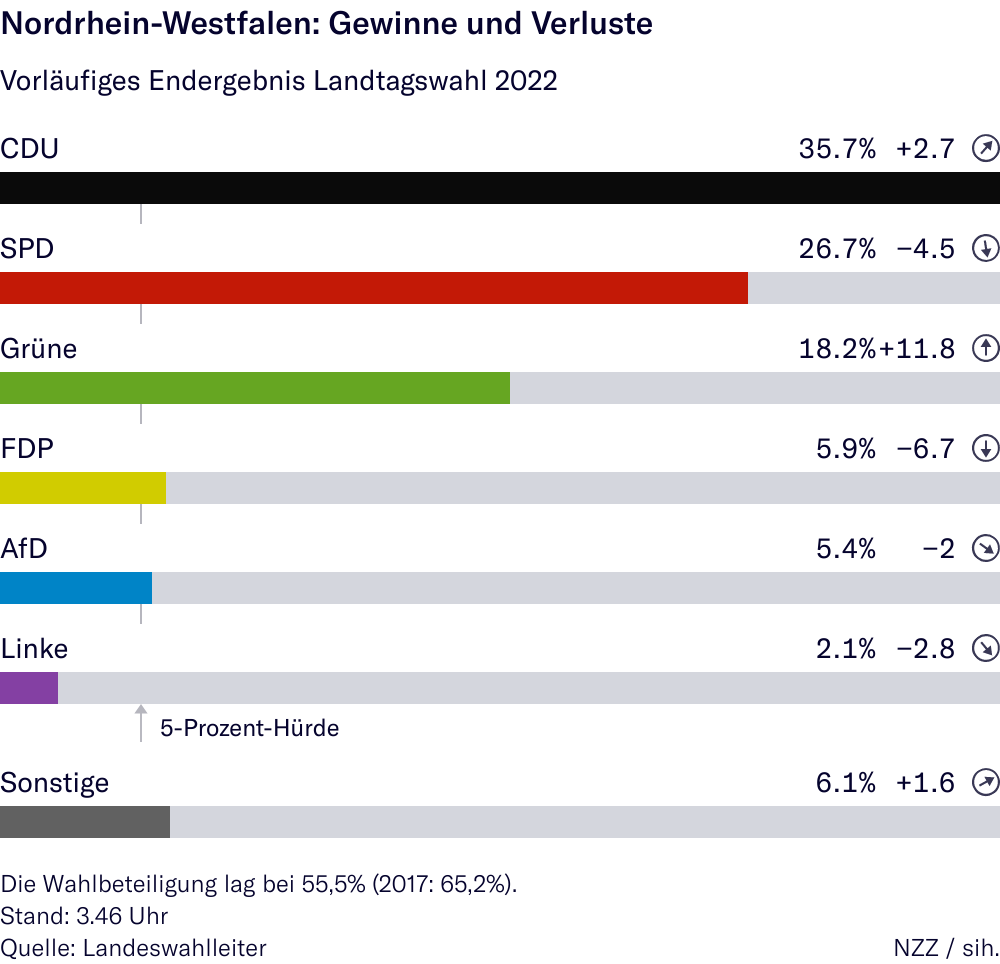 Nordrhein-Westfalen: Gewinne und Verluste
Vorläufiges Endergebnis Landtagswahl 2022
CDU 35.7% +2.7
SPD 26.7% −4.5
Grüne 18.2% +11.8
FDP 5.9% −6.7
AfD 5.4% −2
Linke 2.1% −2.8
5-Prozent-Hürde
Sonstige 6.1% +1.6
Die Wahlbeteiligung lag bei 55,5% (2017: 65,2%).
Stand: 3.46 Uhr
Quelle: Landeswahlleiter NZZ / sih.